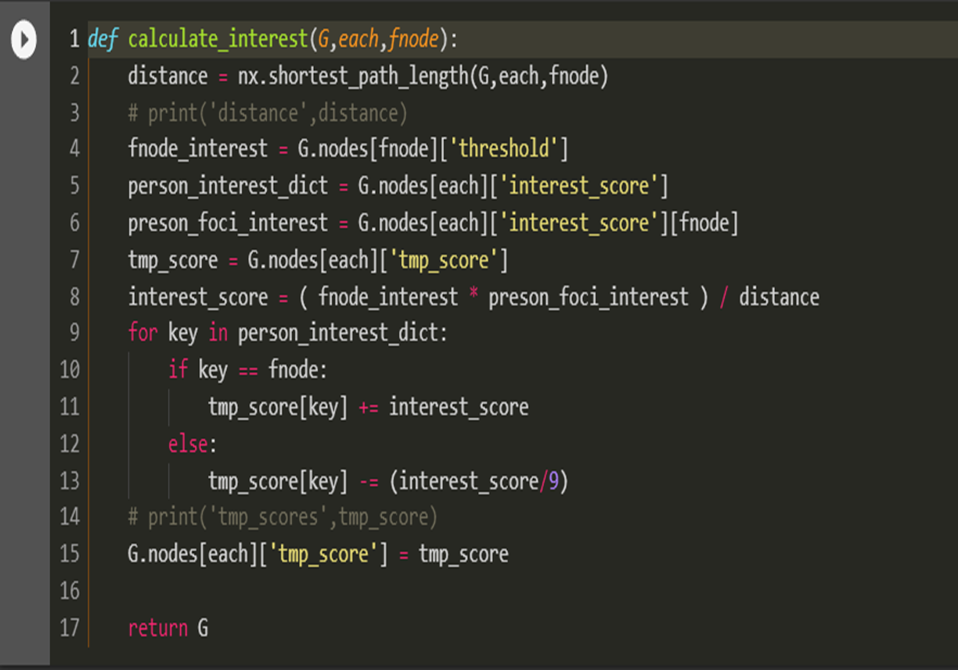 1 def calculate_interest(G,each,fnode):
2 distance = nx.shortest_path_length(G,each,fnode)
3 # print('distance',distance)
4 fnode_interest = G.nodes[fnode]['threshold']
5 person_interest_dict = G.nodes[each]['interest_score']
6 preson_foci_interest = G.nodes[each]['interest_score'][fnode]
7 tmp_score = G.nodes[each]['tmp_score']
8 interest_score = ( fnode_interest * preson_foci_interest ) / distance
9 for key in person_interest_dict:
10 if key == fnode:
11 tmp_score[key] += interest_score
12 else:
13 tmp_score[key] -= (interest_score/9)
14 # print('tmp_scores',tmp_score)
15 G.nodes[each]['tmp_score'] = tmp_score
16
17 return G